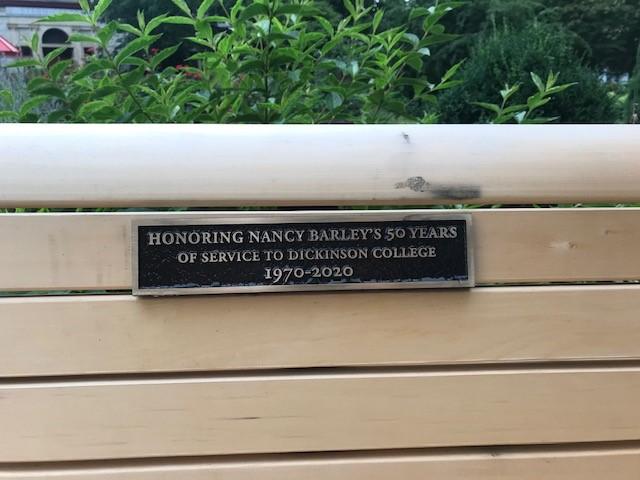 HONORING NANCY BARLEY'S 50 YEARS
OF SERVICE TO DICKINSON COLLEGE
1970-2020